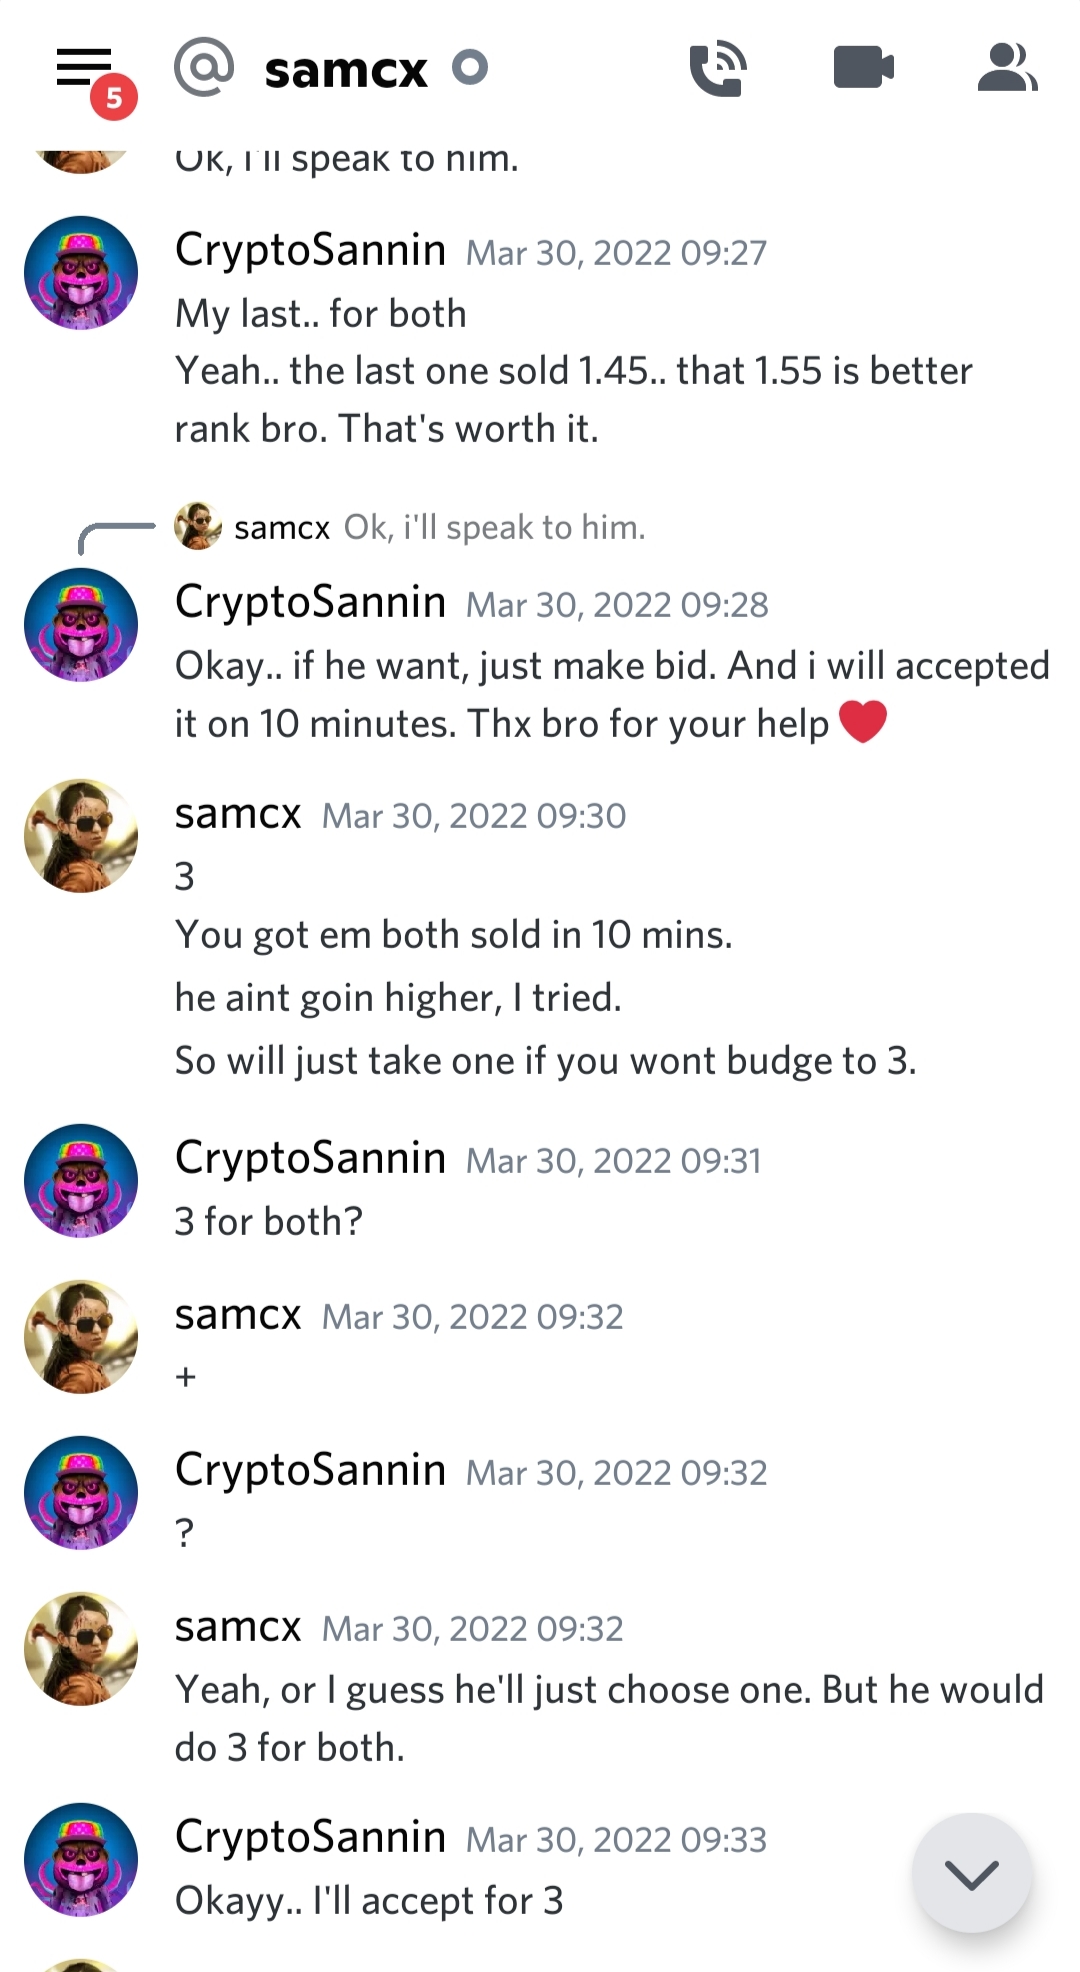 5
samcx
Ok, i'll speak to him.
CryptoSannin Mar 30, 2022 09:27
My last.. for both
Yeah.. the last one sold 1.45.. that 1.55 is better
rank bro. That's worth it.
samcx Ok, i'll speak to him.
CryptoSannin Mar 30, 2022 09:28
Okay.. if he want, just make bid. And i will accepted
it on 10 minutes. Thx bro for your help ❤️
samcx Mar 30, 2022 09:30
3
You got em both sold in 10 mins.
he aint goin higher, I tried.
So will just take one if you wont budge to 3.
CryptoSannin Mar 30, 2022 09:31
3 for both?
samcx Mar 30, 2022 09:32
+
CryptoSannin Mar 30, 2022 09:32
?
samcx Mar 30, 2022 09:32
Yeah, or I guess he'll just choose one. But he would
do 3 for both.
CryptoSannin Mar 30, 2022 09:33
Okayy.. I'll accept for 3